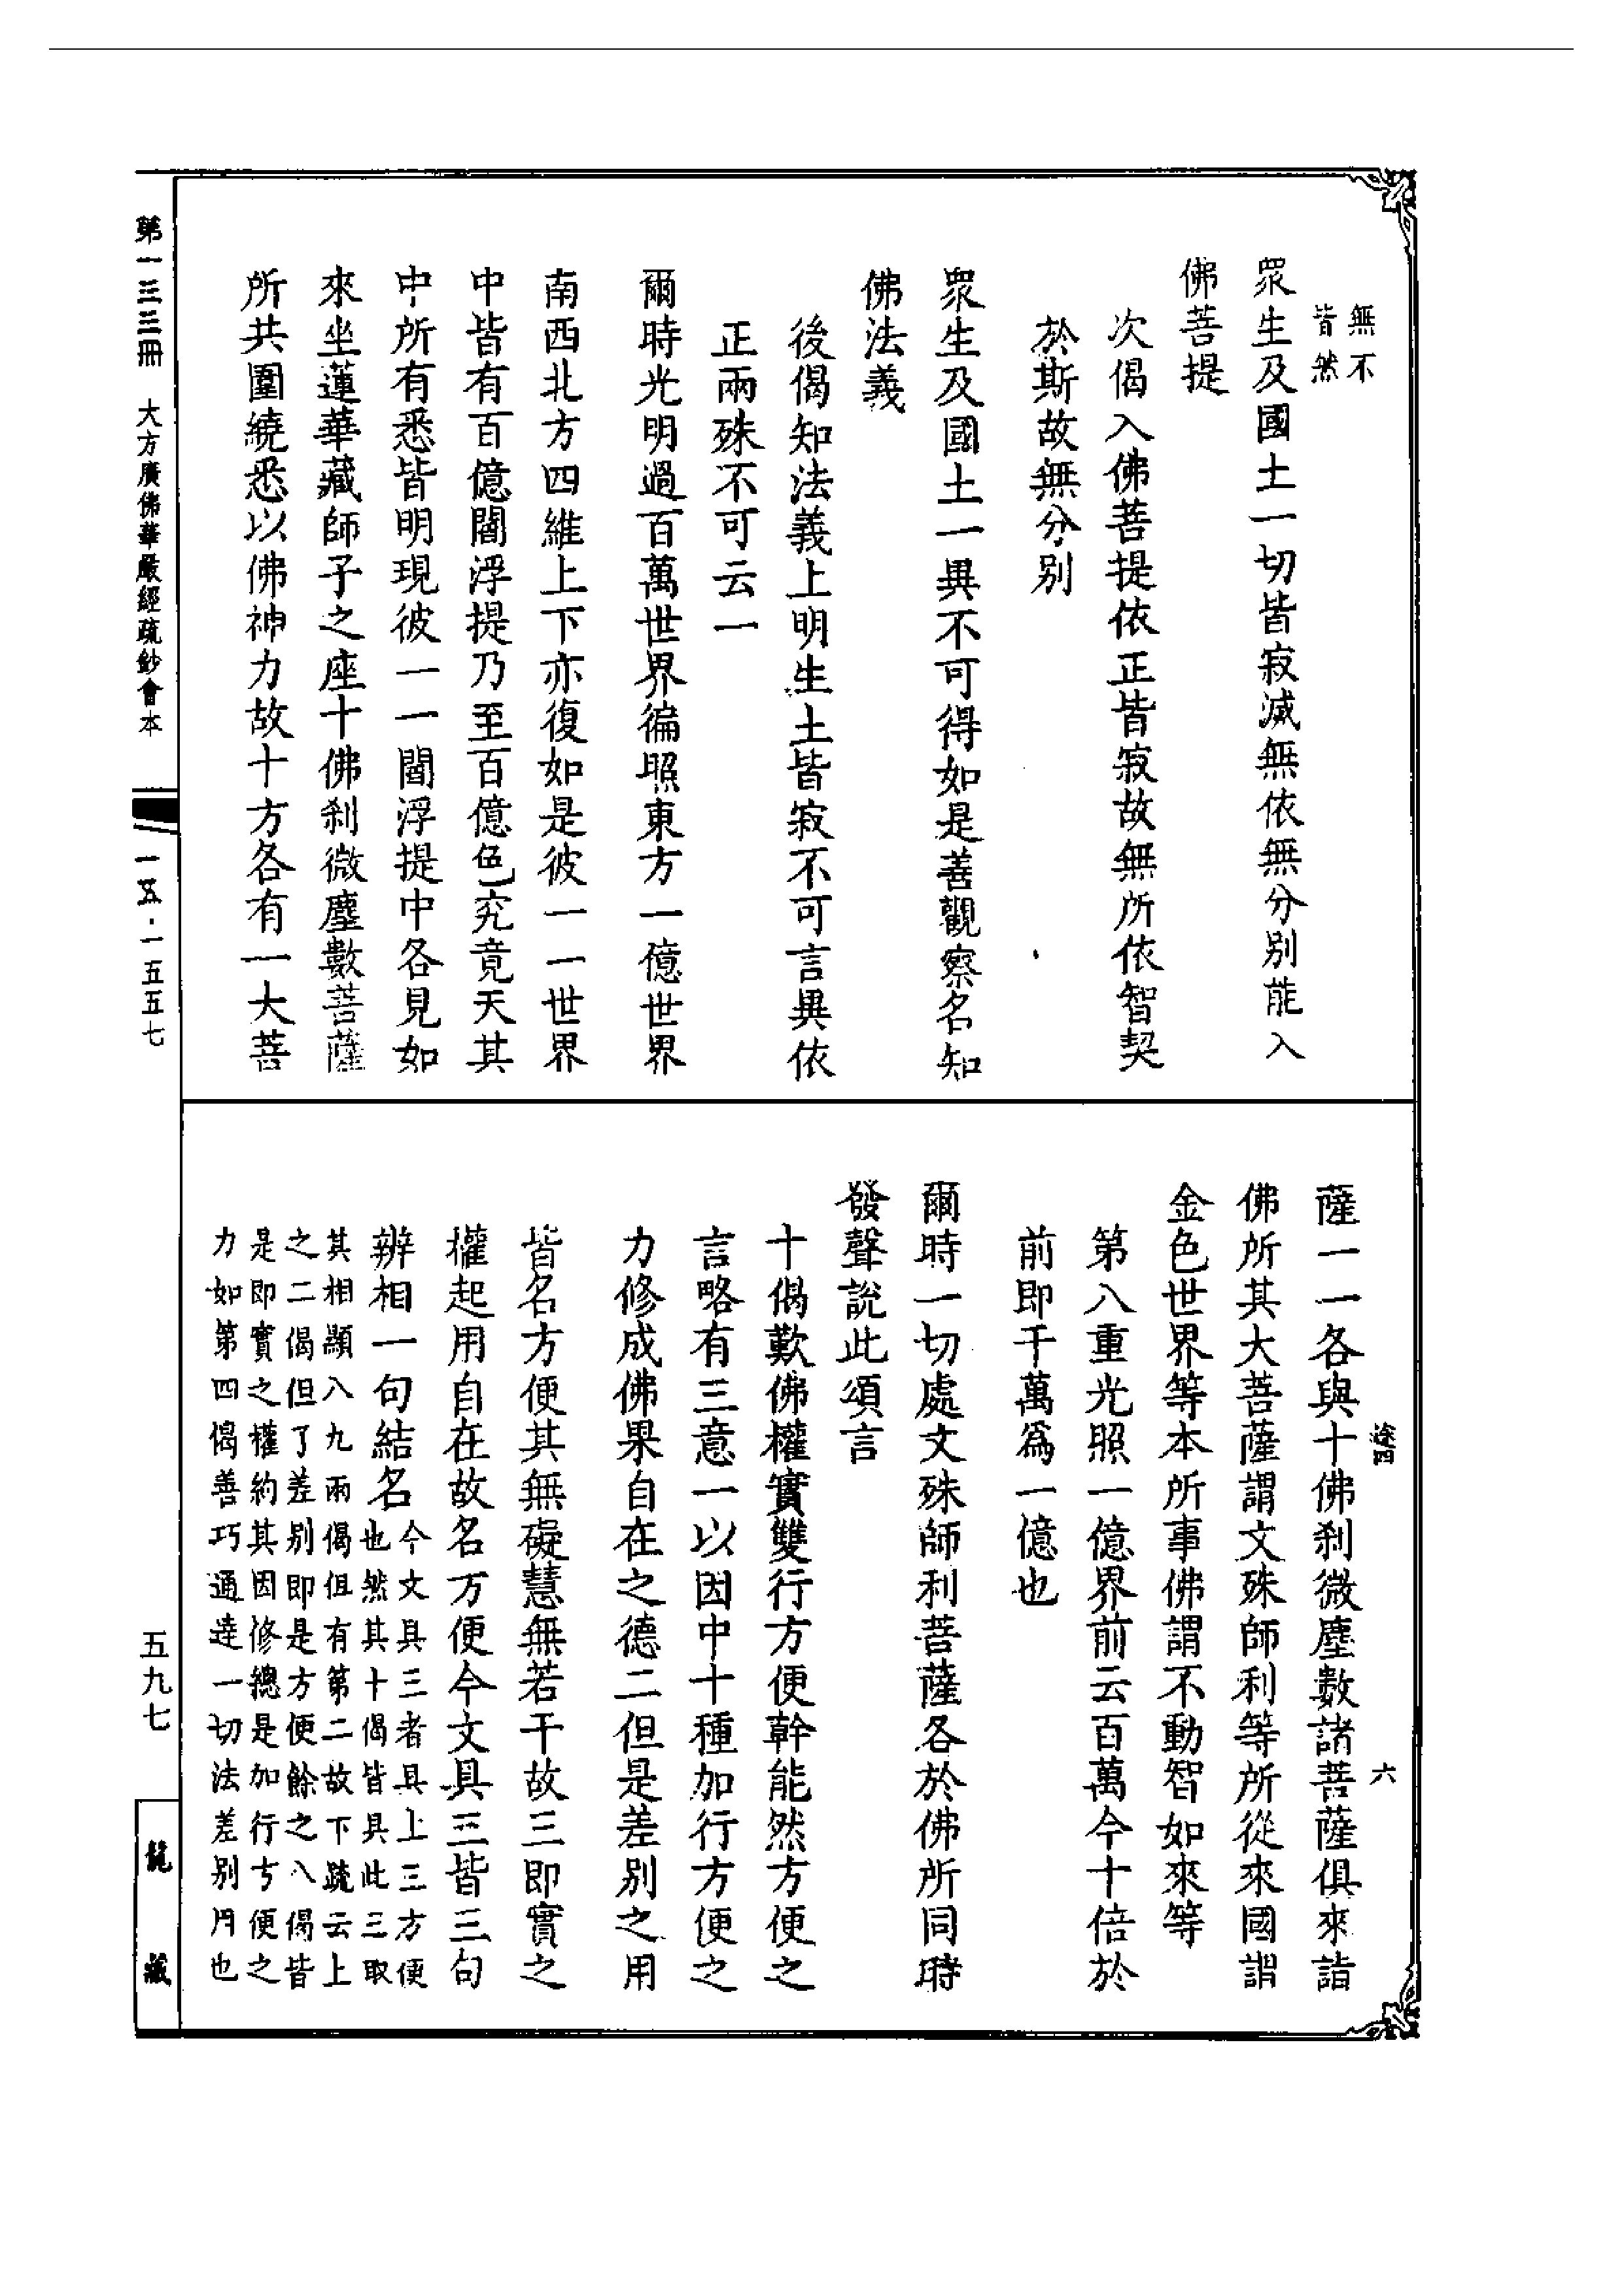 無不
皆然
眾生及國土一切皆寂滅無依無分別能入
佛菩提
次偈入佛菩提依正皆寂故無所依智契
於斯故無分別
眾生及國土一異不可得如是善觀察名知
佛法義
後偈知法義上明生土皆寂不可言異依
正兩殊不可云一
爾時光明過百萬世界徧照東方一億世界
南西北方四維上下亦復如是彼一一世界
中皆有百億閻浮提乃至百億色究竟天其
中所有悉皆明現彼一一閻浮提中各見如
來坐蓮華藏師子之座十佛剎微塵數菩薩
所共圍繞悉以佛神力故十方各有一大菩
薩一一各與十佛剎微塵數諸菩薩俱來詣
佛所其大菩薩謂文殊師利等所從來國謂
金色世界等本所事佛謂不動智如來等
第八重光照一億界前云百萬今十倍於
前即千萬為一億也
爾時一切處文殊師利菩薩各於佛所同時
發聲說此頌言
十偈歎佛權實雙行方便幹能然方便之
言略有三意一以因中十種加行方便之
力修成佛果自在之德二但是差別之用
皆名方便其無礙慧無若干故三即實之
權起用自在故名方便今文具三皆三句
辨相一句結名
今文具三者具上三方便
也然其十偈皆具此三取
其相顯八九兩偈但有第二故下疏云上
之二偈但了差別即是方便餘之八偈皆
是即實之權約其因修總是加行方便之
力如第四偈善巧通達一切法差別用也
第一三三冊 大方廣佛華嚴經疏鈔會本
一五·一五五七
五九七
龍藏
六